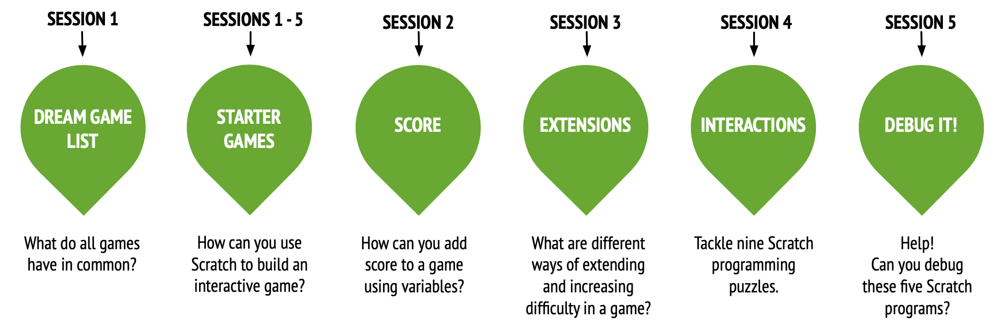 SESSION 1
DREAM GAME
LIST
What do all games
have in common?
SESSIONS 1 - 5
STARTER
GAMES
How can you use
Scratch to build an
interactive game?
SESSION 2
SCORE
How can you add
score to a game
using variables?
SESSION 3
EXTENSIONS
What are different
ways of extending
and increasing
difficulty in a game?
SESSION 4
INTERACTIONS
Tackle nine Scratch
programming
puzzles.
SESSION 5
DEBUG IT!
Help!
Can you debug
these five Scratch
programs?